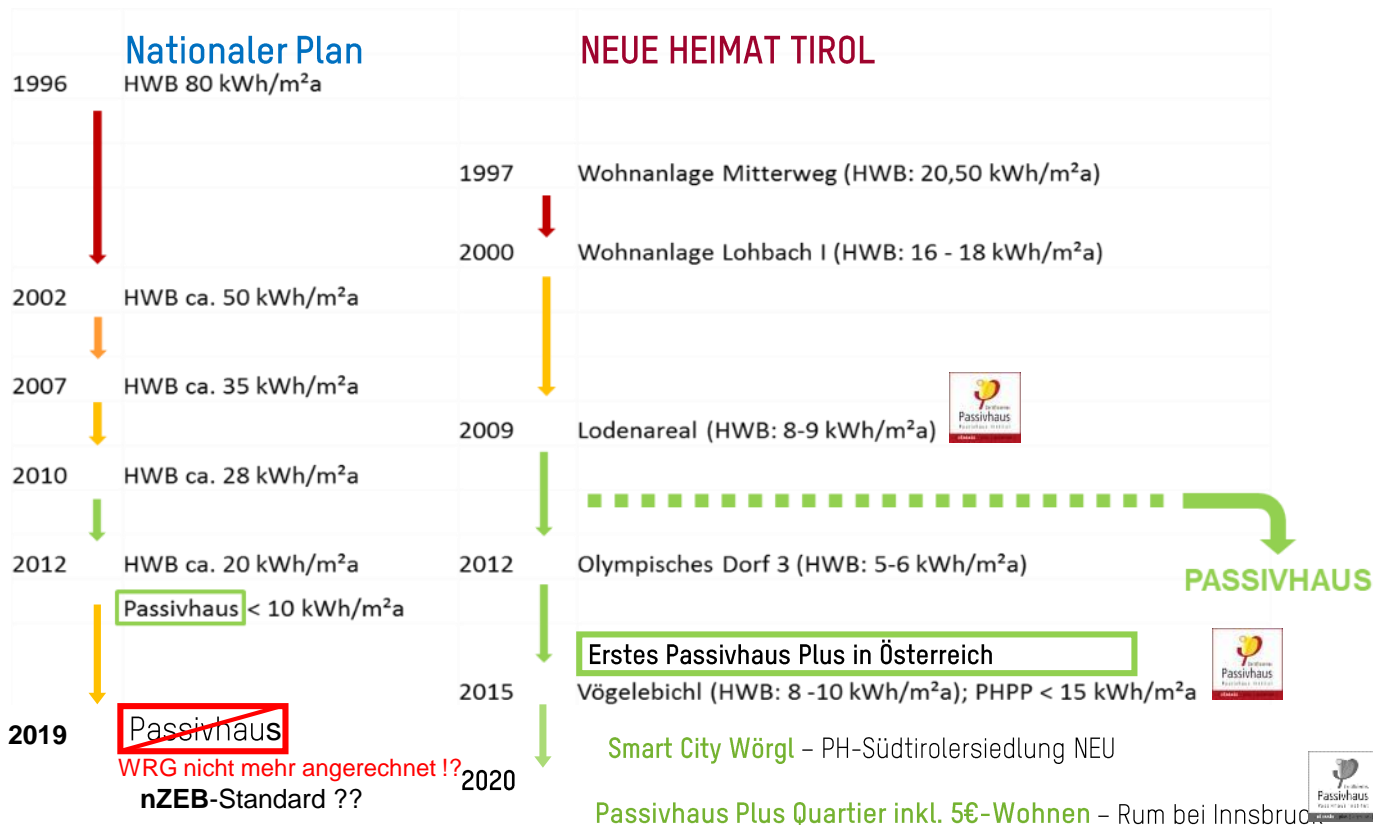 Nationaler Plan
NEUE HEIMAT TIROL
1996 HWB 80 kWh/m²a
1997 Wohnanlage Mitterweg (HWB: 20,50 kWh/m²a)
2000 Wohnanlage Lohbach I (HWB: 16 - 18 kWh/m²a)
2002 HWB ca. 50 kWh/m²a
2007 HWB ca. 35 kWh/m²a
Passivhaus
2009 Lodenareal (HWB: 8-9 kWh/m²a)
2010 HWB ca. 28 kWh/m²a
2012 HWB ca. 20 kWh/m²a
2012 Olympisches Dorf 3 (HWB: 5-6 kWh/m²a)
PASSIVHAUS
Passivhaus < 10 kWh/m²a
Erstes Passivhaus Plus in Österreich
Passivhaus
2015 Vögelebichl (HWB: 8 -10 kWh/m²a); PHPP < 15 kWh/m²a
2019 Passivhaus
Smart City Wörgl – PH-Südtirolersiedlung NEU
WRG nicht mehr angerechnet !?
2020
nZEB-Standard ??
Passivhaus
Passivhaus Plus Quartier inkl. 5€-Wohnen – Rum bei Innsbruck